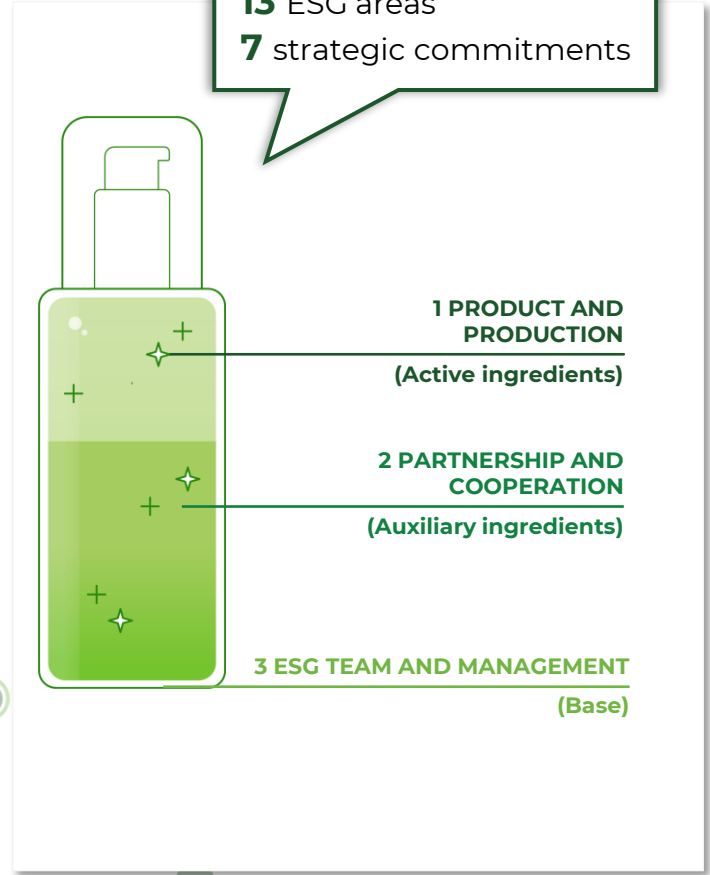 13 ESG areas
7 strategic commitments
1 PRODUCT AND
PRODUCTION
(Active ingredients)
2 PARTNERSHIP AND
COOPERATION
(Auxiliary ingredients)
3 ESG TEAM AND MANAGEMENT
(Base)